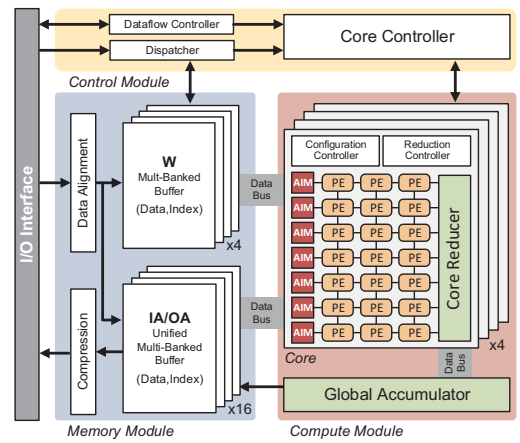 I/O Interface
Dataflow Controller
Dispatcher
Core Controller
Control Module
Data Alignment
W
Mult-Banked
Buffer
(Data,Index)
x4
Data
Bus
Configuration
Controller
Reduction
Controller
AIM PE PE PE
AIM PE PE PE
AIM PE PE PE
AIM PE PE PE
AIM PE PE PE
AIM PE PE PE
AIM PE PE PE
Core Reducer
Core
x4
Compression
IA/OA
Unified
Multi-Banked
Buffer
(Data,Index)
x16
Data
Bus
Data
Bus
Global Accumulator
Memory Module
Compute Module